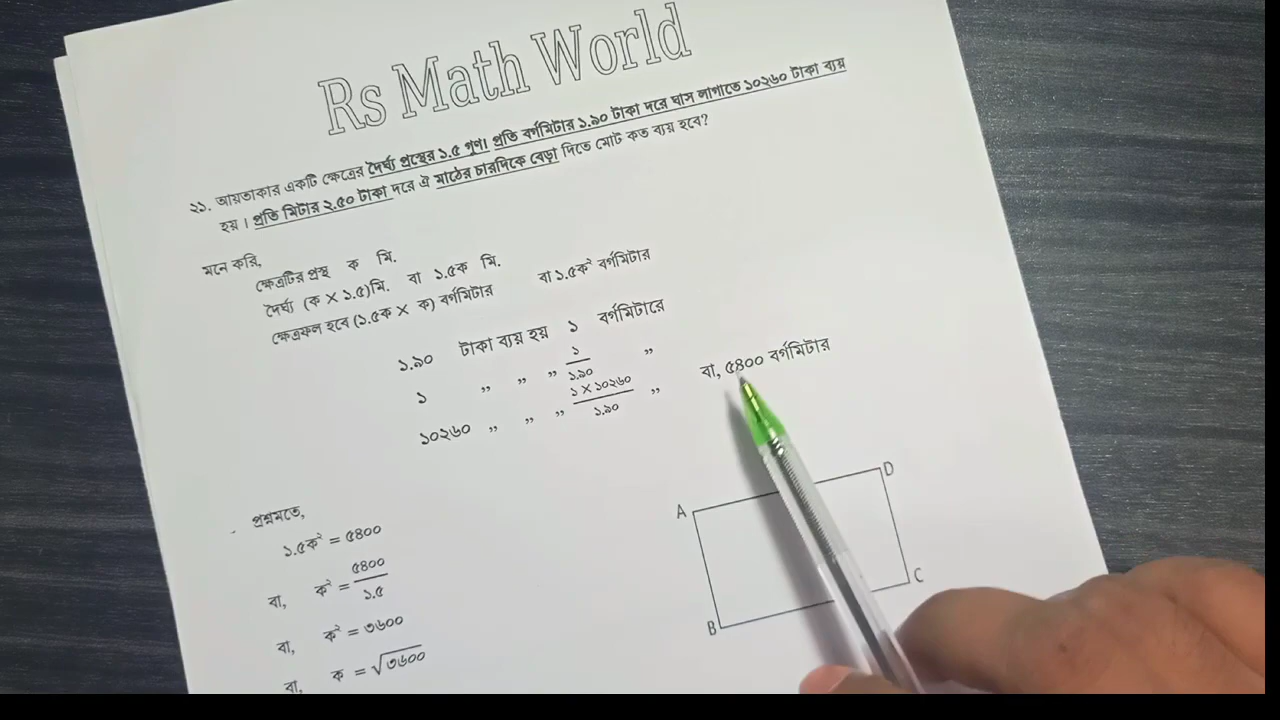 Rs Math World
২১. আয়তাকার একটি ক্ষেত্রের দৈর্ঘ্য প্রস্থের ১.৫ গুণ। প্রতি বর্গমিটার ১.৯০ টাকা দরে ঘাস লাগাতে ১০২৬০ টাকা ব্যয়
হয়। প্রতি মিটার ২.৫০ টাকা দরে ঐ মাঠের চারদিকে বেড়া দিতে মোট কত ব্যয় হবে?
মনে করি,
ক্ষেত্রটির প্রস্থ ক মি.
দৈর্ঘ্য (ক X ১.৫)মি. বা ১.৫ক মি.
ক্ষেত্রফল হবে (১.৫ক X ক) বর্গমিটার বা ১.৫ক² বর্গমিটার
১.৯০ টাকা ব্যয় হয় ১ বর্গমিটারে
১ ,, ,, ,, ১/১.৯০ ,,
১০২৬০ ,, ,, ,, ১ X ১০২৬০/১.৯০ ,, বা, ৫৪০০ বর্গমিটার
প্রশ্নমতে,
১.৫ক² = ৫৪০০
বা, ক² = ৫৪০০/১.৫
বা, ক² = ৩৬০০
বা, ক = √৩৬০০
A
D
B
C